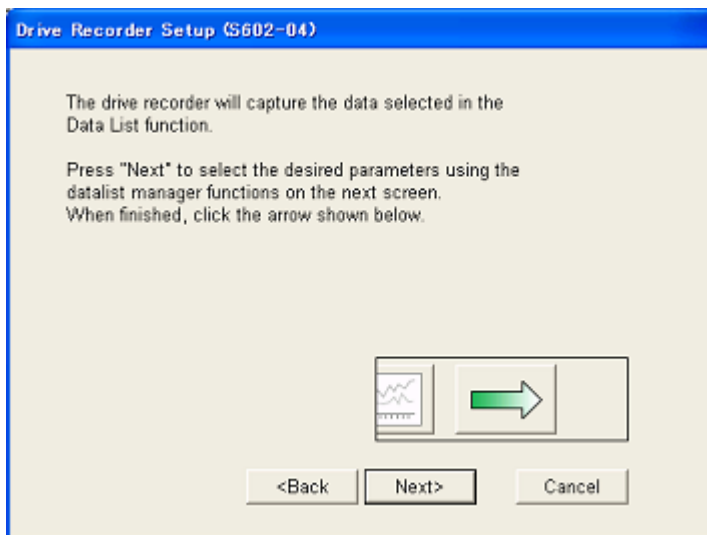 Drive Recorder Setup (S602-04)
The drive recorder will capture the data selected in the
Data List function.
Press "Next" to select the desired parameters using the
datalist manager functions on the next screen.
When finished, click the arrow shown below.
<Back
Next>
Cancel